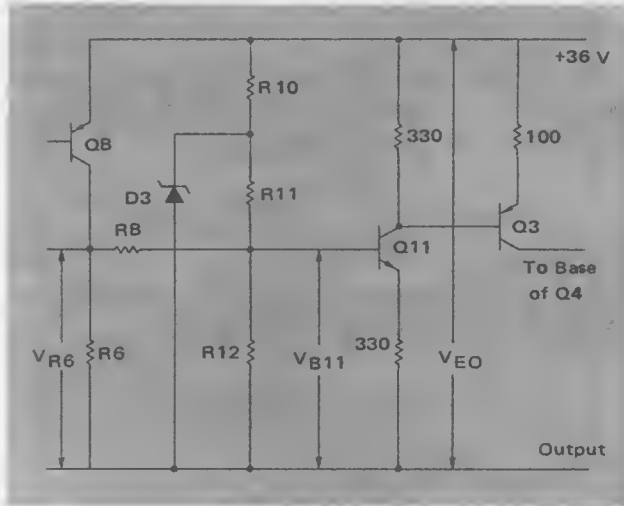 +36 V
R10
330
100
Q8
D3
R11
R8
Q11
Q3
To Base
of Q4
VR6
R6
R12
VB11
330
VEO
Output